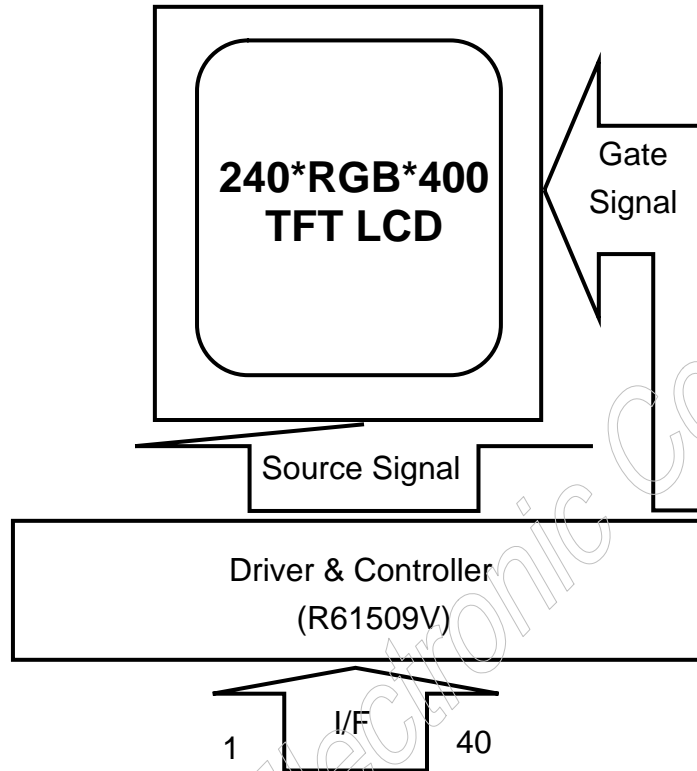 240*RGB*400
TFT LCD
Gate
Signal
Source Signal
Driver & Controller
(R61509V)
I/F
1
40